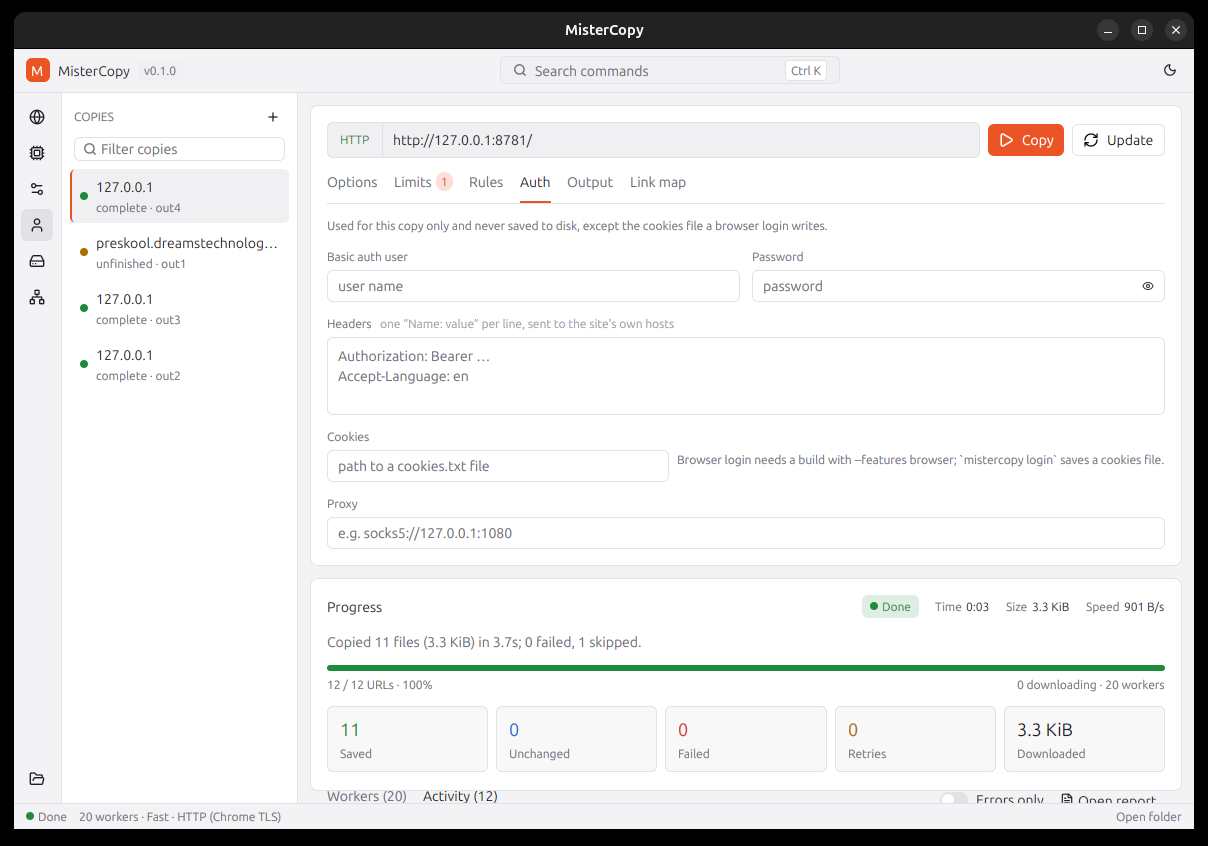 MisterCopy
M MisterCopy v0.1.0
Search commands Ctrl K
COPIES +
Filter copies
127.0.0.1
complete · out4
preskool.dreamstechnolog…
unfinished · out1
127.0.0.1
complete · out3
127.0.0.1
complete · out2
HTTP http://127.0.0.1:8781/ Copy Update
Options Limits 1 Rules Auth Output Link map
Used for this copy only and never saved to disk, except the cookies file a browser login writes.
Basic auth user Password
user name password
Headers one “Name: value” per line, sent to the site's own hosts
Authorization: Bearer …
Accept-Language: en
Cookies
path to a cookies.txt file Browser login needs a build with --features browser; `mistercopy login` saves a cookies file.
Proxy
e.g. socks5://127.0.0.1:1080
Progress Done Time 0:03 Size 3.3 KiB Speed 901 B/s
Copied 11 files (3.3 KiB) in 3.7s; 0 failed, 1 skipped.
12 / 12 URLs · 100% 0 downloading · 20 workers
11 0 0 0 3.3 KiB
Saved Unchanged Failed Retries Downloaded
Workers (20) Activity (12) Errors only Open report
Done 20 workers · Fast · HTTP (Chrome TLS) Open folder